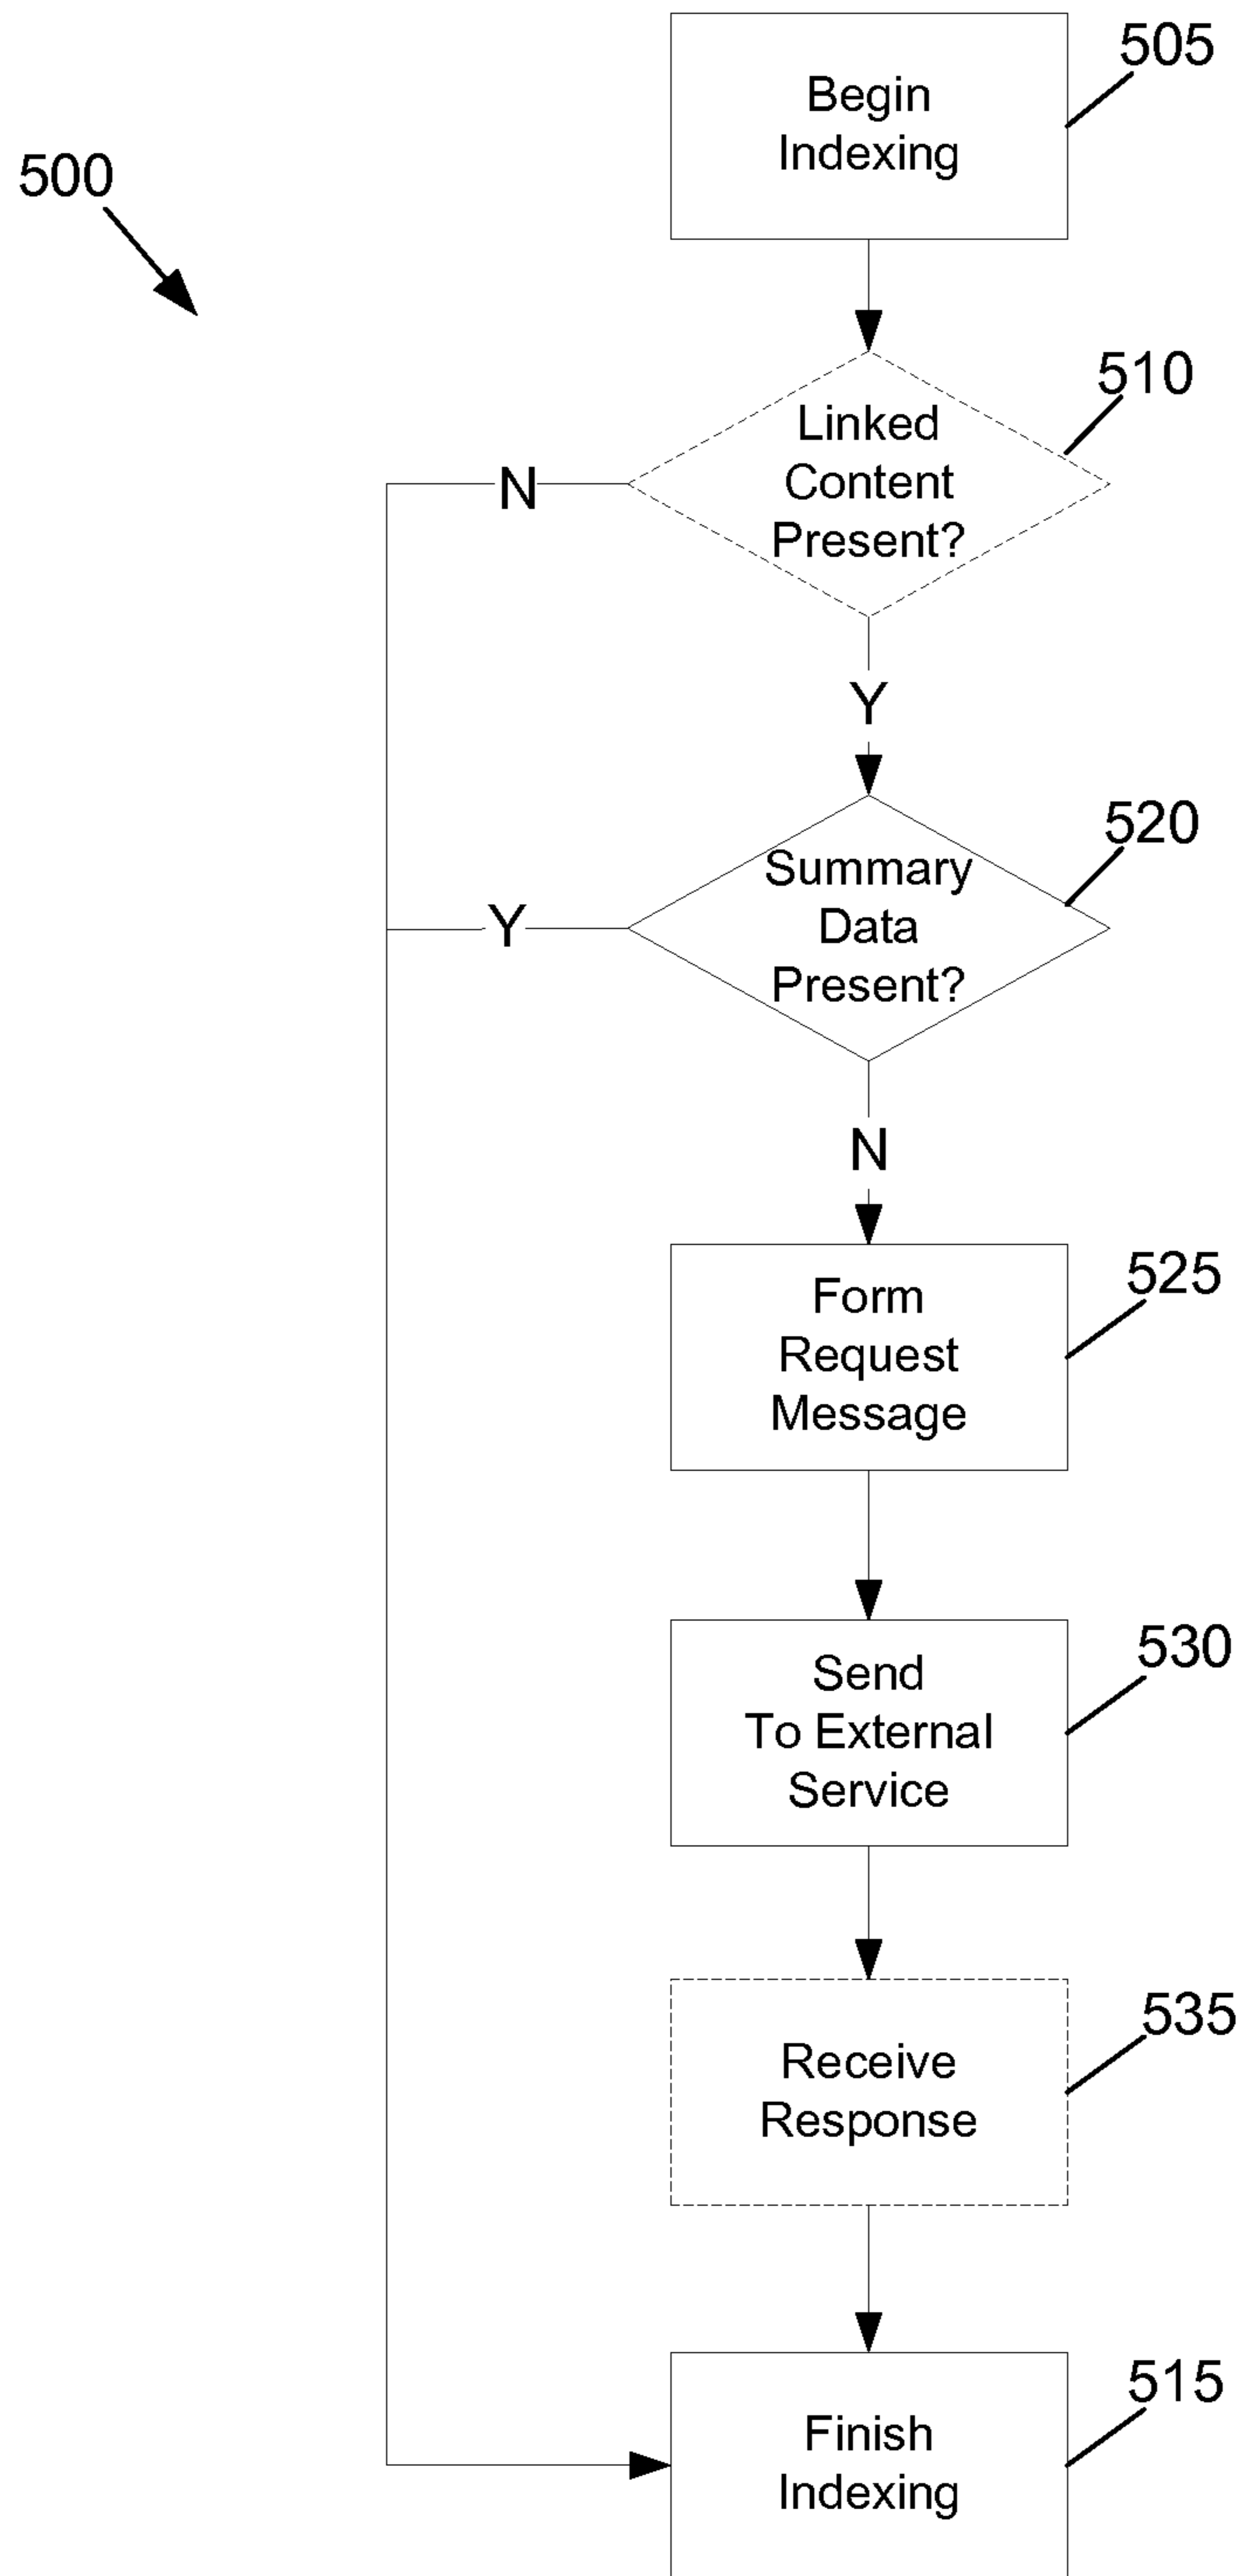 505
Begin
Indexing
500
510
Linked
Content
Present?
N
Y
520
Summary
Data
Present?
Y
N
525
Form
Request
Message
530
Send
To External
Service
535
Receive
Response
515
Finish
Indexing